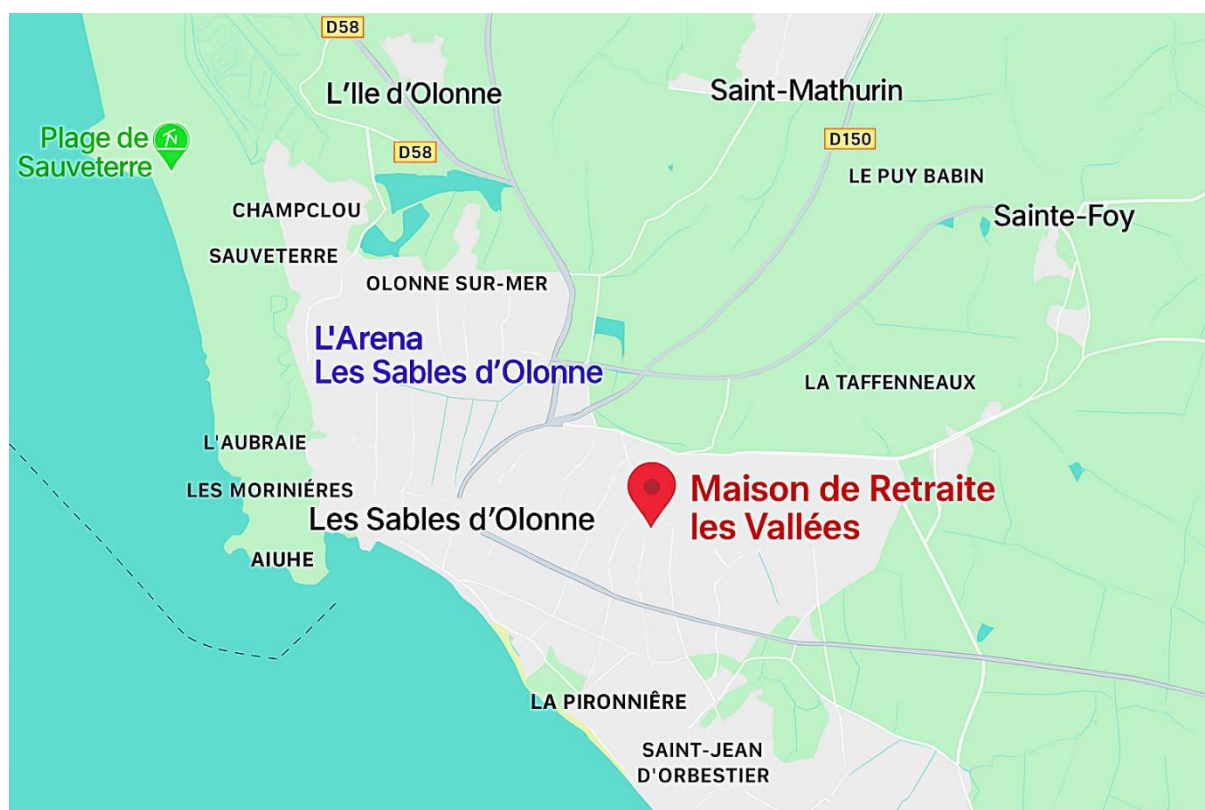 D58
L'Ile d'Olonne
Saint-Mathurin
Plage de
Sauveterre
D58
D150
LE PUY BABIN
CHAMPCLOU
Sainte-Foy
SAUVETERRE
OLONNE SUR-MER
L'Arena
Les Sables d'Olonne
LA TAFFENNEAUX
L'AUBRAIE
LES MORINIÉRES
Maison de Retraite
les Vallées
Les Sables d'Olonne
AIUHE
LA PIRONNIÈRE
SAINT-JEAN
D'ORBESTIER